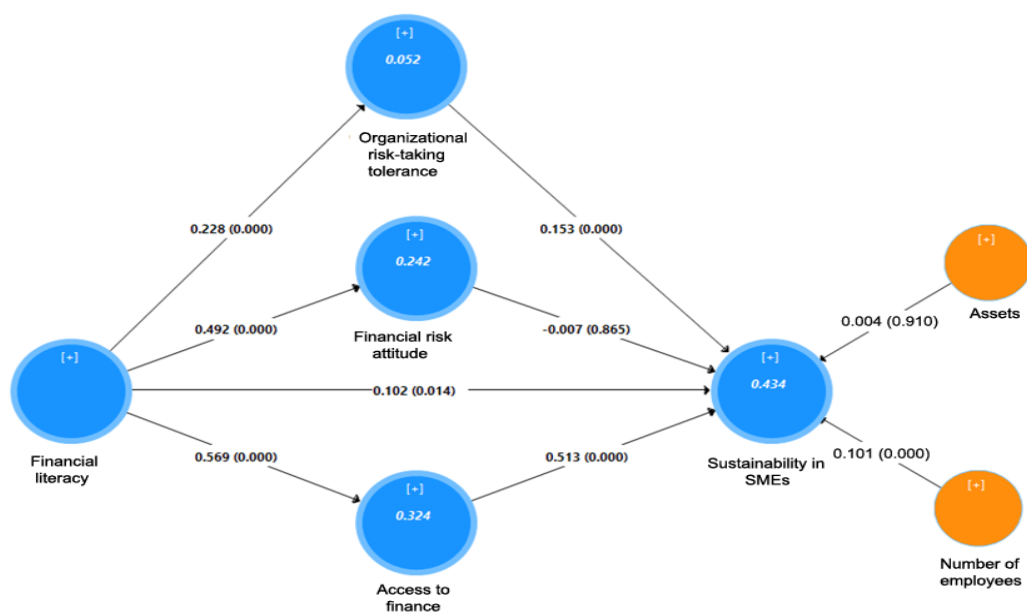 [+]
0.052
Organizational
risk-taking
tolerance
0.228 (0.000)
0.153 (0.000)
[+]
0.242
[+]
Assets
0.492 (0.000)
Financial risk
attitude
-0.007 (0.865)
0.004 (0.910)
[+]
[+]
0.434
0.102 (0.014)
Financial
literacy
0.569 (0.000)
0.513 (0.000)
Sustainability in
SMEs
0.101 (0.000)
[+]
0.324
[+]
Access to
finance
Number of
employees